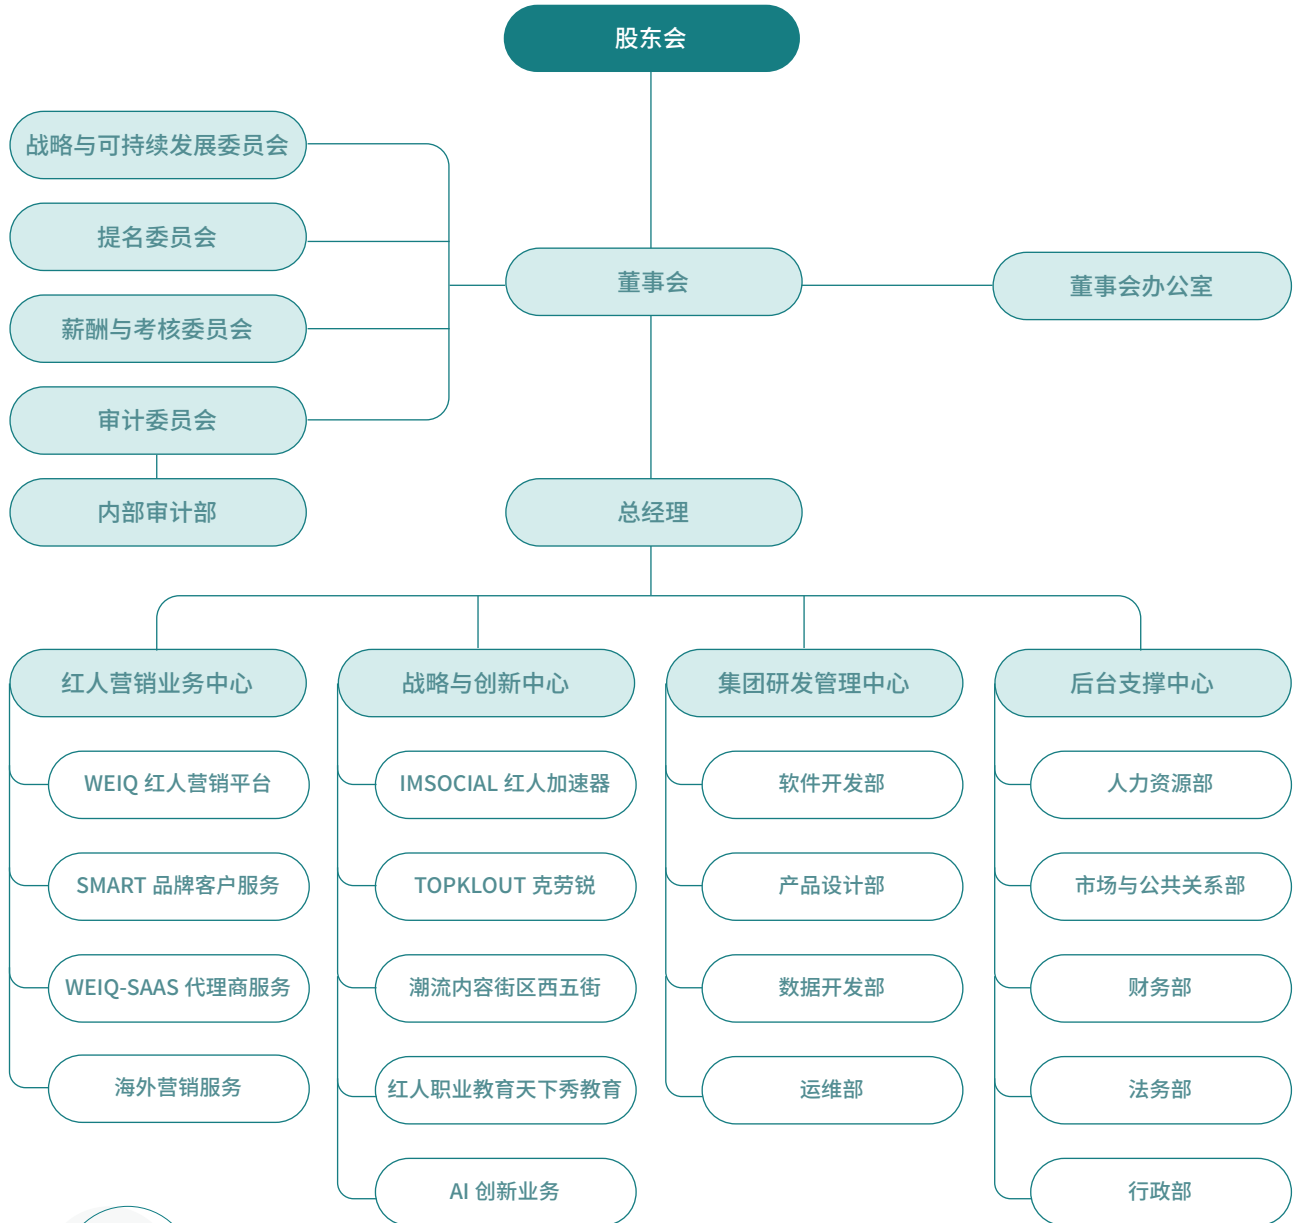 股东会
战略与可持续发展委员会
提名委员会
薪酬与考核委员会
审计委员会
内部审计部
董事会
董事会办公室
总经理
红人营销业务中心
WEIQ 红人营销平台
SMART 品牌客户服务
WEIQ-SAAS 代理商服务
海外营销服务
战略与创新中心
IMSOCIAL 红人加速器
TOPKLOUT 克劳锐
潮流内容街区西五街
红人职业教育天下秀教育
AI 创新业务
集团研发管理中心
软件开发部
产品设计部
数据开发部
运维部
后台支撑中心
人力资源部
市场与公共关系部
财务部
法务部
行政部